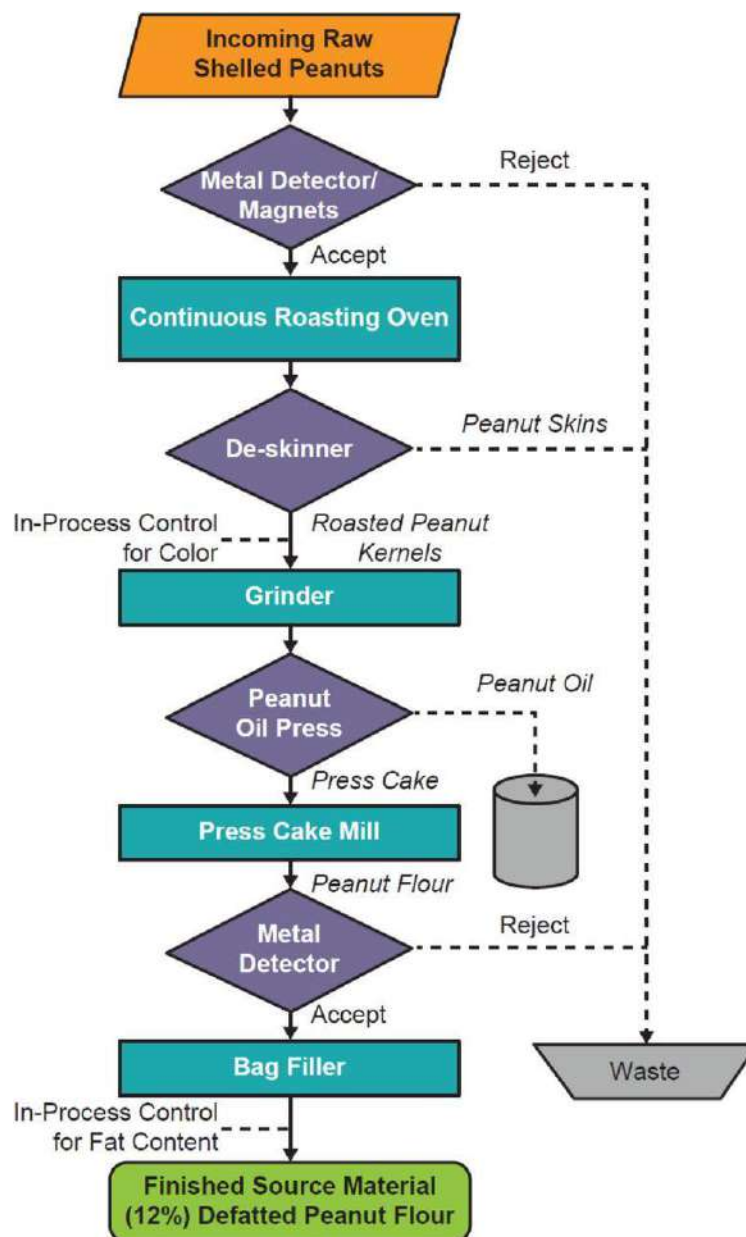 Incoming Raw
Shelled Peanuts
Reject
Metal Detector/
Magnets
Accept
Continuous Roasting Oven
Peanut Skins
De-skinner
In-Process Control
for Color
Roasted Peanut
Kernels
Grinder
Peanut Oil
Peanut
Oil Press
Press Cake
Press Cake Mill
Peanut Flour
Reject
Metal
Detector
Accept
Bag Filler
Waste
In-Process Control
for Fat Content
Finished Source Material
(12%) Defatted Peanut Flour